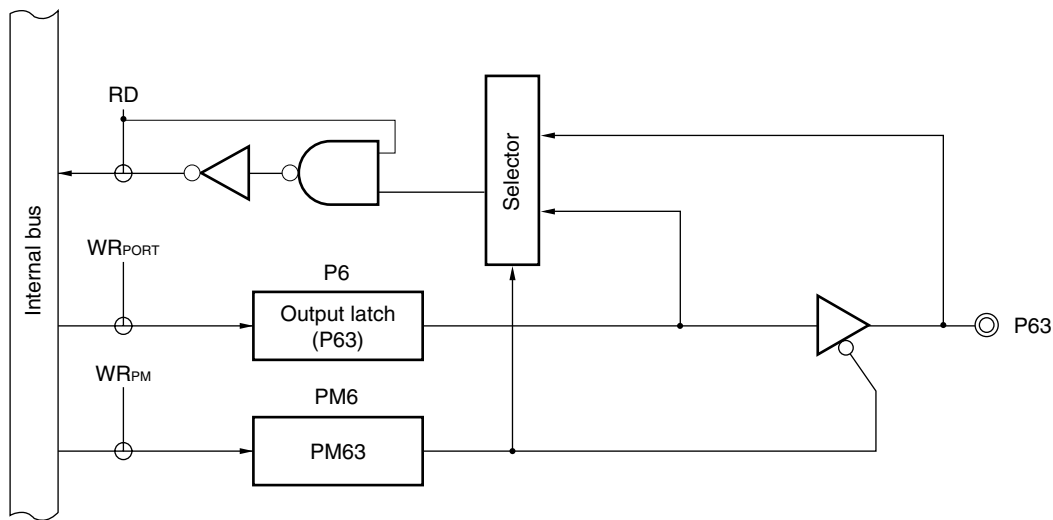 RD
Selector
Internal bus
WRPORT
P6
Output latch
(P63)
P63
WRPM
PM6
PM63